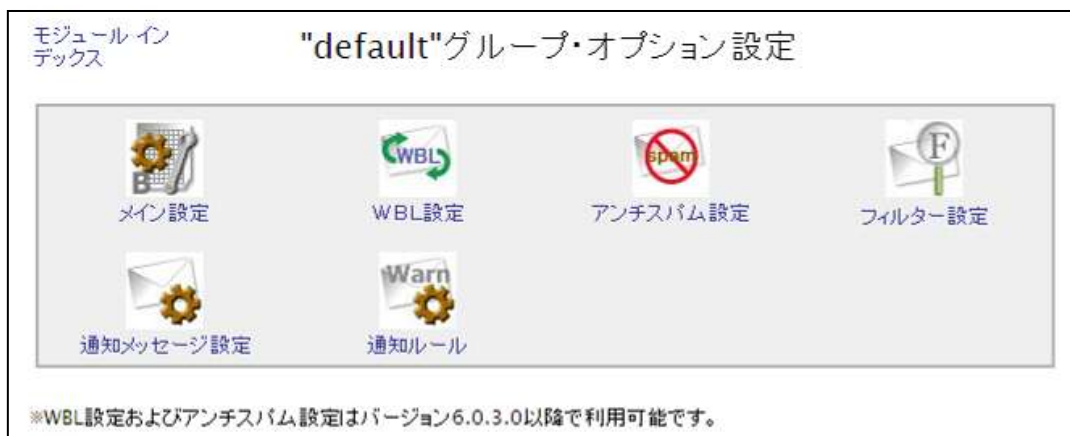 モジュール イン
デックス
"default"グループ・オプション設定
B
WBL
spam
F
メイン設定
WBL設定
アンチスパム設定
フィルター設定
Warn
通知メッセージ設定
通知ルール
※WBL設定およびアンチスパム設定はバージョン6.0.3.0以降で利用可能です。